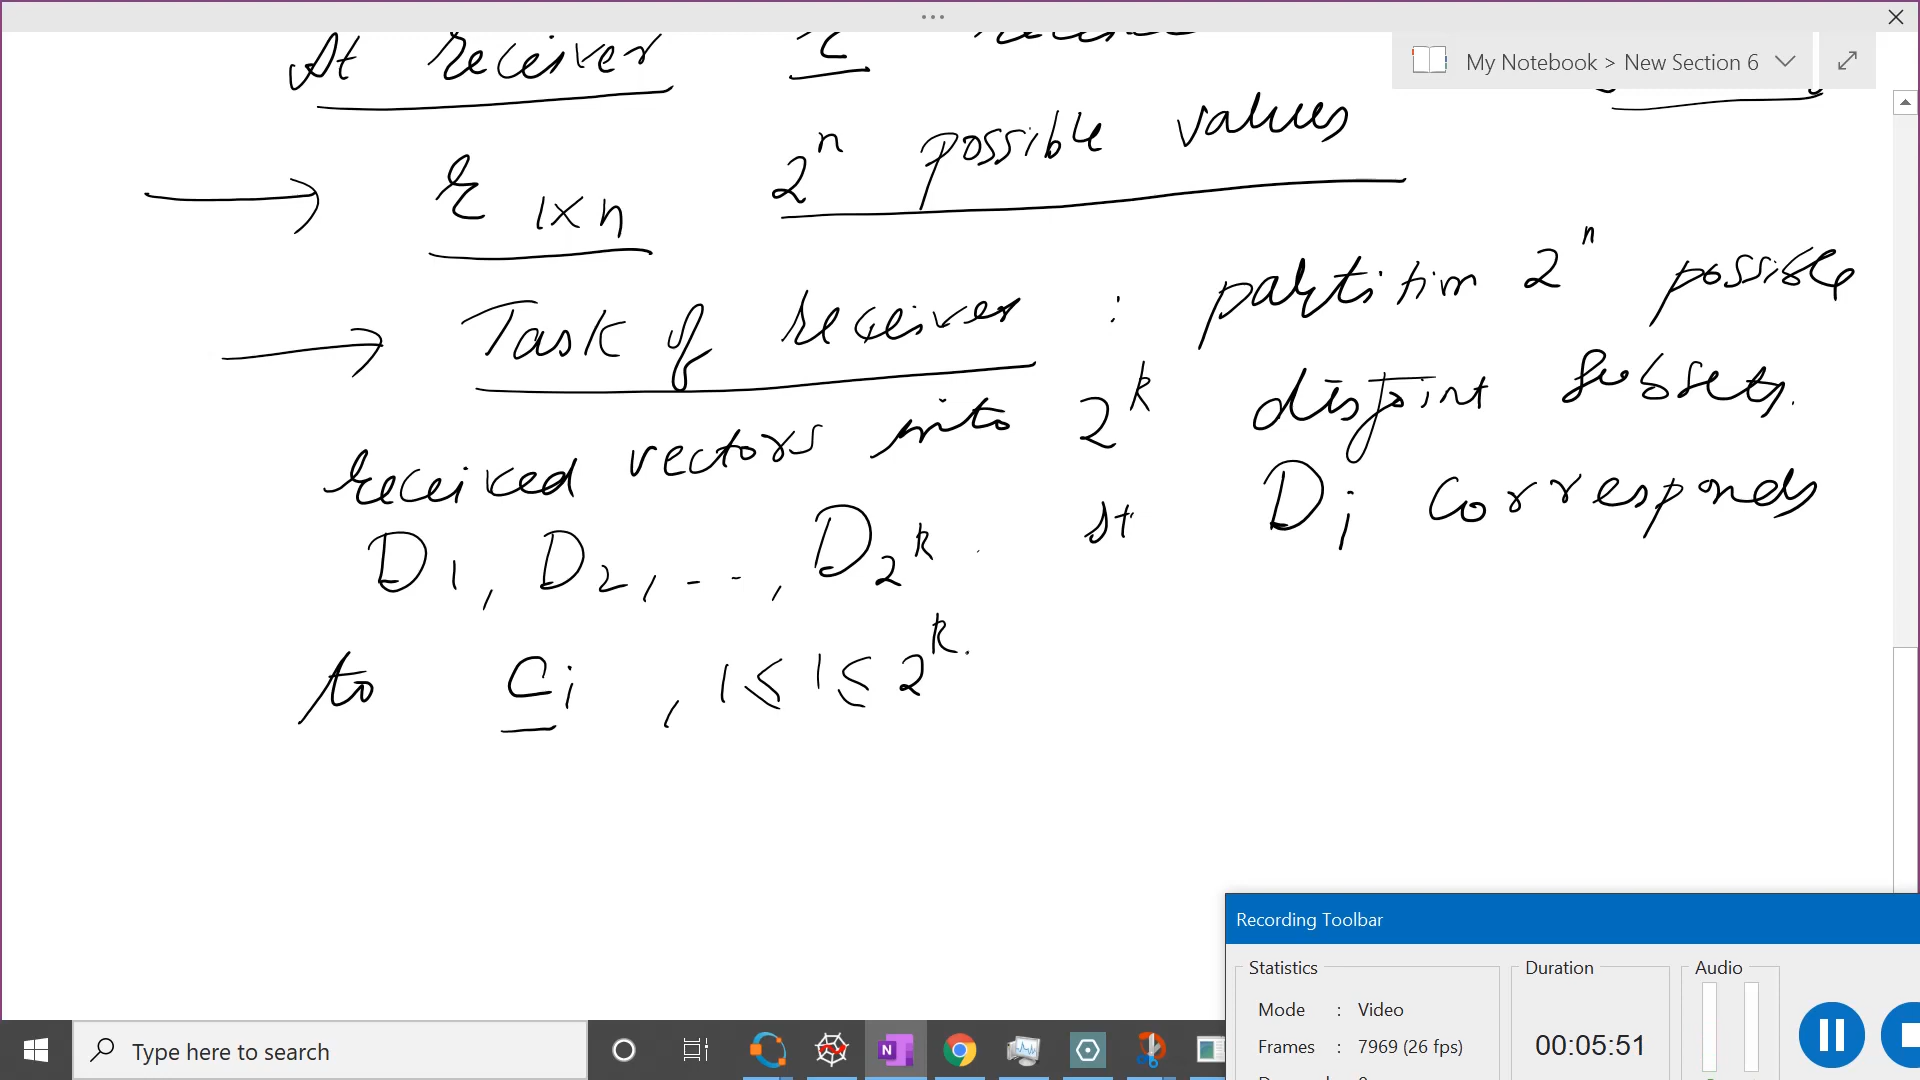 At receiver r
My Notebook > New Section 6
r 1×n 2^n possible values
Task of receiver : partition 2^n possible
received vectors into 2^k disjoint subsets.
D1, D2, ..., D2^k. st Di corresponds
to Ci , 1 ≤ i ≤ 2^k.
Recording Toolbar
Statistics
Duration
Audio
Mode : Video
Frames : 7969 (26 fps)
00:05:51
Type here to search